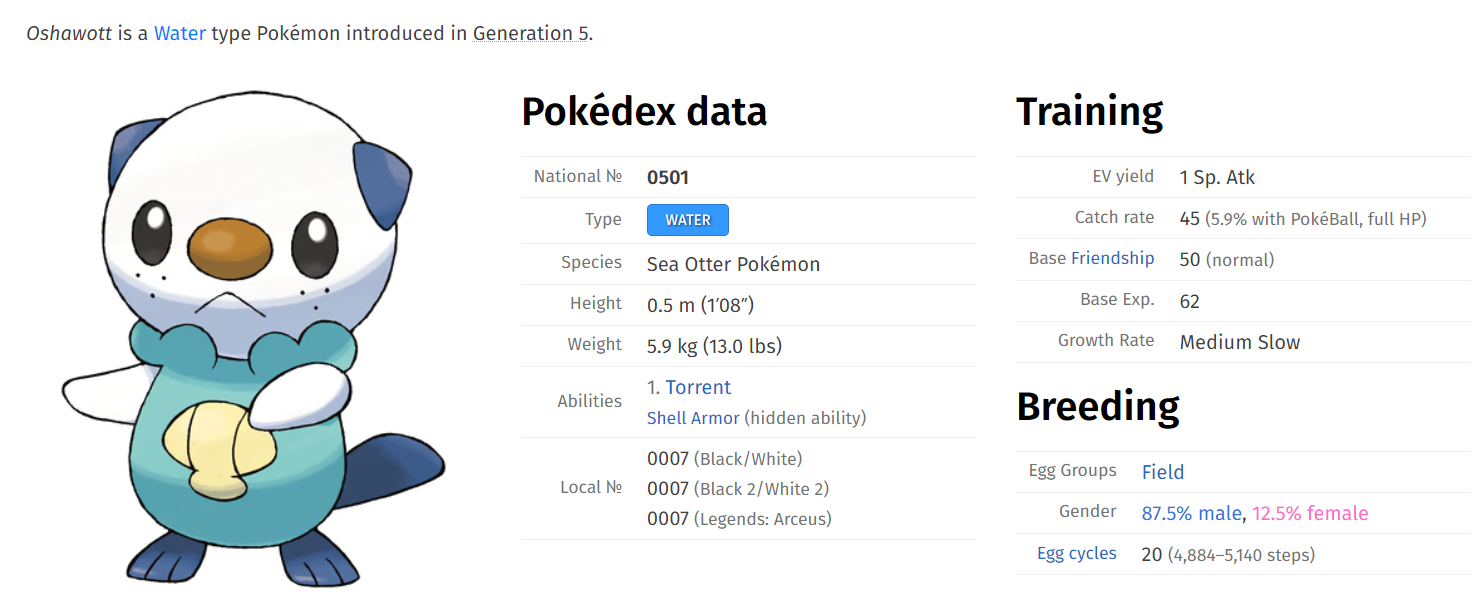 Oshawott is a Water type Pokémon introduced in Generation 5.
Pokédex data
National № 0501
Type WATER
Species Sea Otter Pokémon
Height 0.5 m (1′08″)
Weight 5.9 kg (13.0 lbs)
Abilities 1. Torrent
Shell Armor (hidden ability)
Local № 0007 (Black/White)
0007 (Black 2/White 2)
0007 (Legends: Arceus)
Training
EV yield 1 Sp. Atk
Catch rate 45 (5.9% with PokéBall, full HP)
Base Friendship 50 (normal)
Base Exp. 62
Growth Rate Medium Slow
Breeding
Egg Groups Field
Gender 87.5% male, 12.5% female
Egg cycles 20 (4,884–5,140 steps)